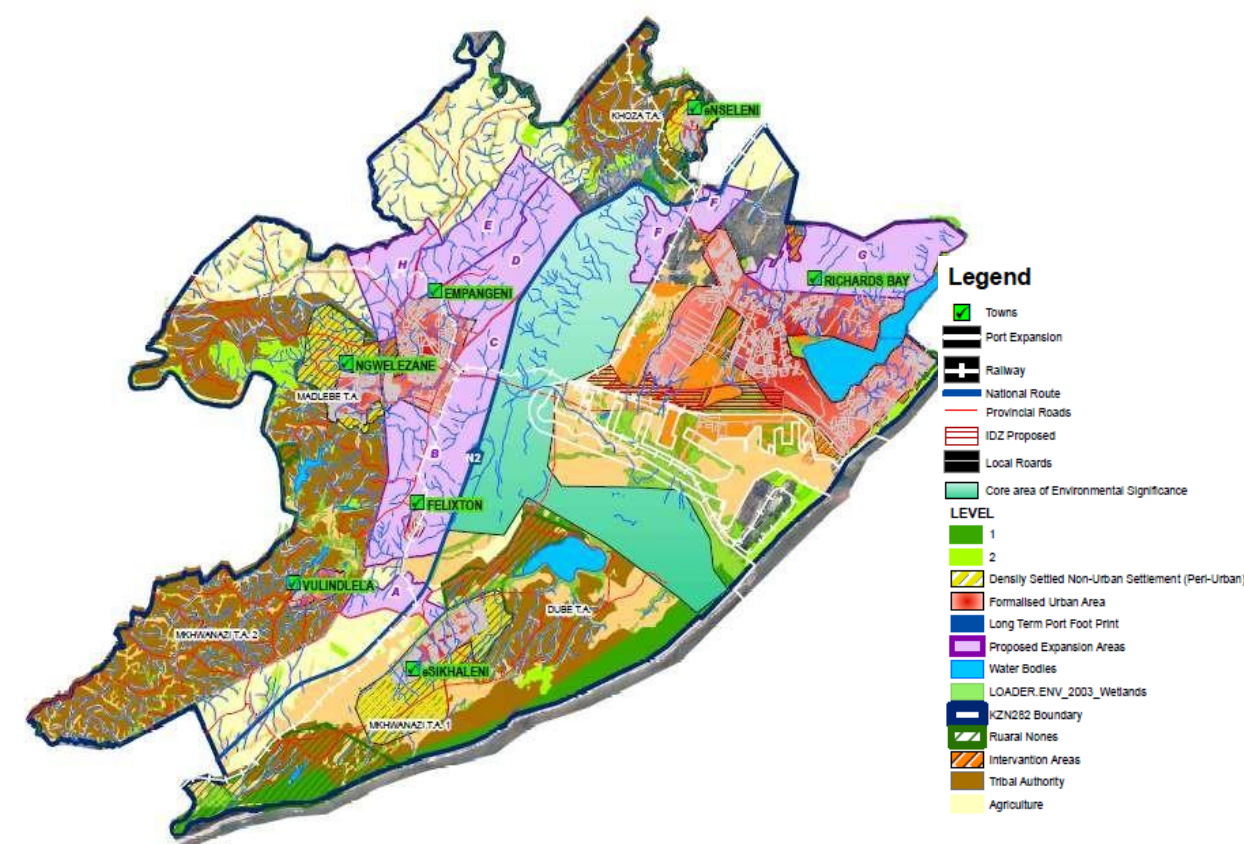 KHOZA T.A.
eNSELENI
F
F
E
G
D
H
RICHARDS BAY
EMPANGENI
C
NGWELEZANE
MADLEBE T.A.
B
N2
FELIXTON
VULINDLELA
A
DUBE T.A.
MKHWANAZI T.A. 2
eSIKHALENI
MKHWANAZI T.A. 1
Legend
Towns
Port Expansion
Railway
National Route
Provincial Roads
IDZ Proposed
Local Roards
Core area of Environmental Significance
LEVEL
1
2
Densily Settled Non-Urban Settlement (Peri-Urban)
Formalised Urban Area
Long Term Port Foot Print
Proposed Expansion Areas
Water Bodies
LOADER.ENV_2003_Wetlands
KZN282 Boundary
Ruaral Nones
Intervantion Areas
Tribal Authority
Agriculture